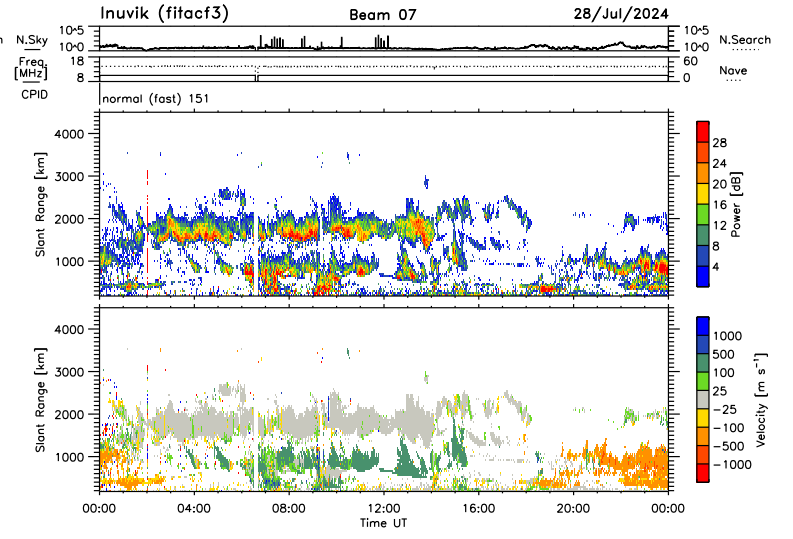 Inuvik (fitacf3) Beam 07 28/Jul/2024
N.Sky 10^5 10^5 N.Search
10^0 10^0
Freq. 18 60 Nave
[MHz] 8 0
CPID normal (fast) 151
Slant Range [km]
4000
3000
2000
1000
Power [dB]
28
24
20
16
12
8
4
Slant Range [km]
4000
3000
2000
1000
Velocity [m s^-1]
1000
500
100
25
-25
-100
-500
-1000
00:00 04:00 08:00 12:00 16:00 20:00 00:00
Time UT